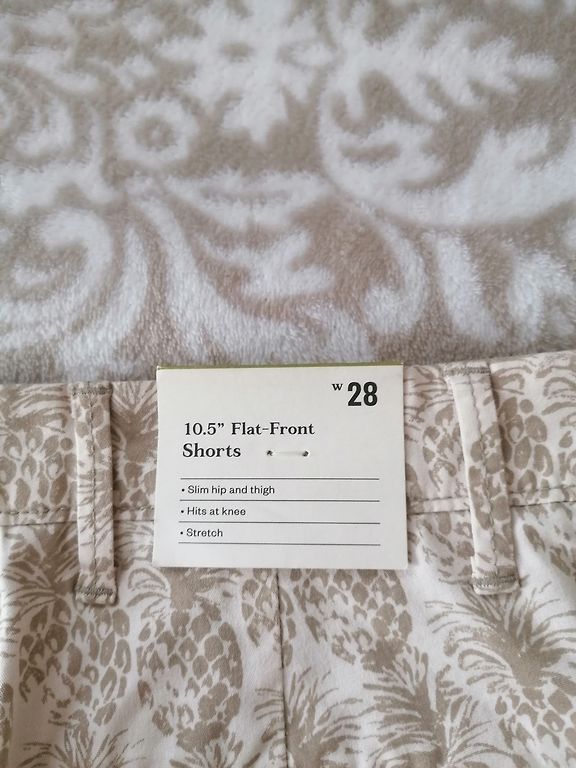 W 28
10.5” Flat-Front
Shorts
• Slim hip and thigh
• Hits at knee
• Stretch